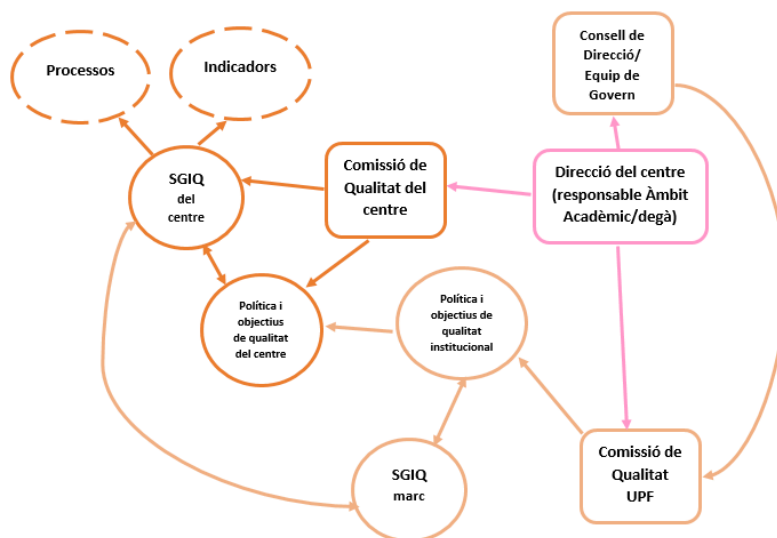 Processos
Indicadors
Consell de
Direcció/
Equip de
Govern
SGIQ
del
centre
Comissió de
Qualitat del
centre
Direcció del centre
(responsable Àmbit
Acadèmic/degà)
Política i
objectius
de qualitat
del centre
Política i
objectius de
qualitat
institucional
SGIQ
marc
Comissió de
Qualitat
UPF